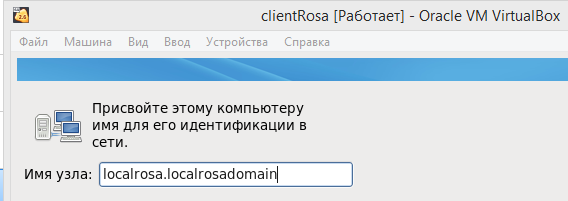 clientRosa [Работает] - Oracle VM VirtualBox
Файл Машина Вид Ввод Устройства Справка
Присвойте этому компьютеру
имя для его идентификации в
сети.
Имя узла: localrosa.localrosadomain